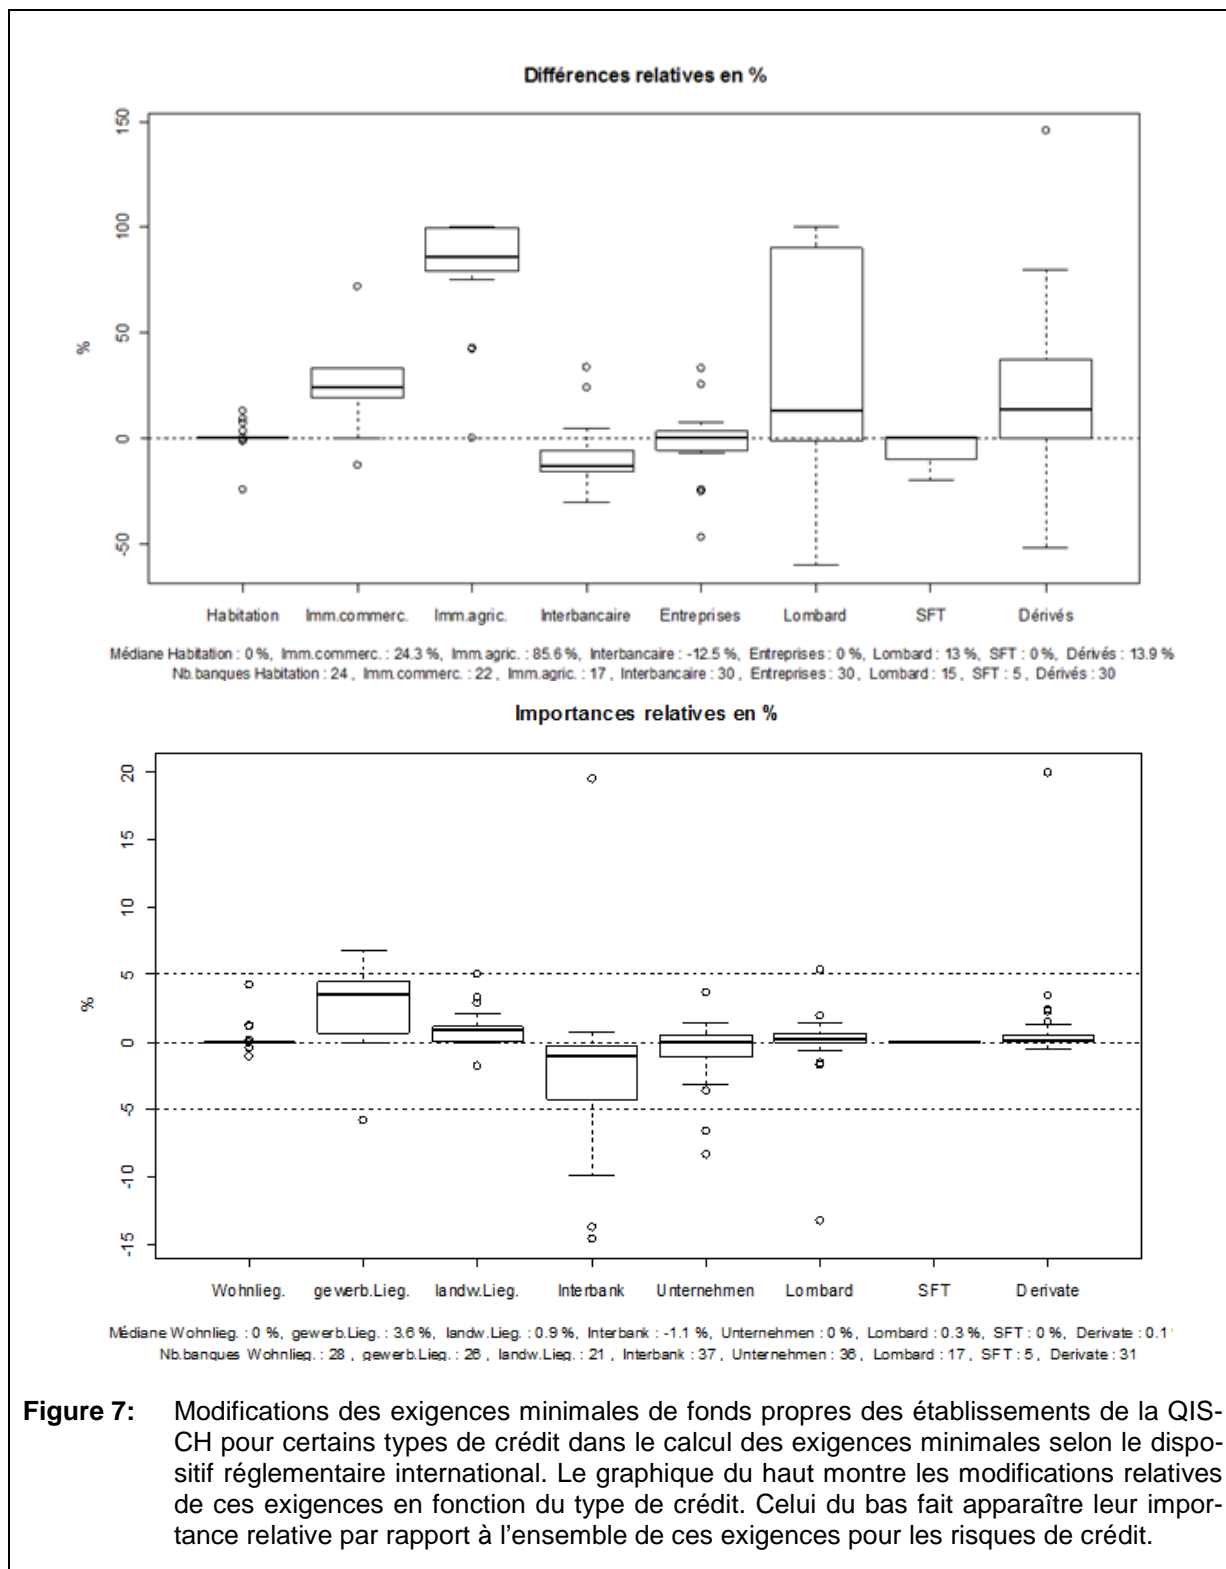 Différences relatives en %
150
100
50
0
-50
%
Habitation Imm.commerc. Imm.agric. Interbancaire Entreprises Lombard SFT Dérivés
Médiane Habitation : 0 %, Imm.commerc. : 24.3 %, Imm.agric. : 85.6 %, Interbancaire : -12.5 %, Entreprises : 0 %, Lombard : 13 %, SFT : 0 %, Dérivés : 13.9 %
Nb.banques Habitation : 24 , Imm.commerc. : 22 , Imm.agric. : 17 , Interbancaire : 30 , Entreprises : 30 , Lombard : 15 , SFT : 5 , Dérivés : 30
Importances relatives en %
20
15
10
5
0
-5
-10
-15
%
Wohnlieg. gewerb.Lieg. landw.Lieg. Interbank Unternehmen Lombard SFT Derivate
Médiane Wohnlieg. : 0 %, gewerb.Lieg. : 3.6 %, landw.Lieg. : 0.9 %, Interbank : -1.1 %, Unternehmen : 0 %, Lombard : 0.3 %, SFT : 0 %, Derivate : 0.1
Nb.banques Wohnlieg. : 28 , gewerb.Lieg. : 26 , landw.Lieg. : 21 , Interbank : 37 , Unternehmen : 36 , Lombard : 17 , SFT : 5 , Derivate : 31
Figure 7: Modifications des exigences minimales de fonds propres des établissements de la QIS-
CH pour certains types de crédit dans le calcul des exigences minimales selon le dispo-
sitif réglementaire international. Le graphique du haut montre les modifications relatives
de ces exigences en fonction du type de crédit. Celui du bas fait apparaître leur impor-
tance relative par rapport à l'ensemble de ces exigences pour les risques de crédit.